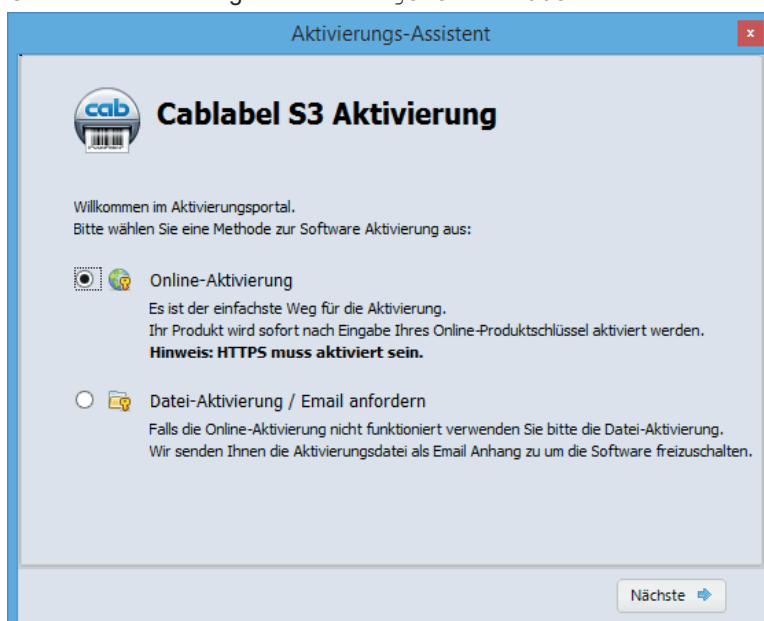 Aktivierungs-Assistent
x
cab
Cablabel S3 Aktivierung
Willkommen im Aktivierungsportal.
Bitte wählen Sie eine Methode zur Software Aktivierung aus:
Online-Aktivierung
Es ist der einfachste Weg für die Aktivierung.
Ihr Produkt wird sofort nach Eingabe Ihres Online-Produktschlüssel aktiviert werden.
Hinweis: HTTPS muss aktiviert sein.
Datei-Aktivierung / Email anfordern
Falls die Online-Aktivierung nicht funktioniert verwenden Sie bitte die Datei-Aktivierung.
Wir senden Ihnen die Aktivierungsdatei als Email Anhang zu um die Software freizuschalten.
Nächste